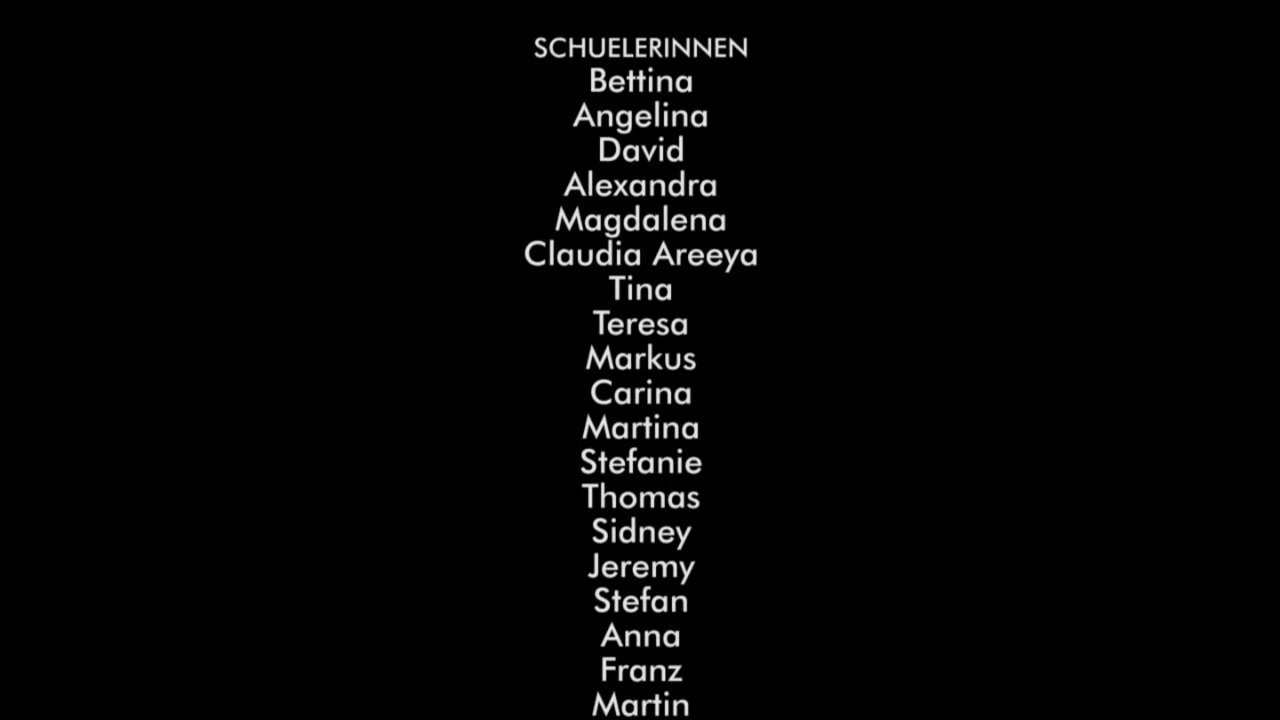 SCHUELERINNEN
Bettina
Angelina
David
Alexandra
Magdalena
Claudia Areeya
Tina
Teresa
Markus
Carina
Martina
Stefanie
Thomas
Sidney
Jeremy
Stefan
Anna
Franz
Martin